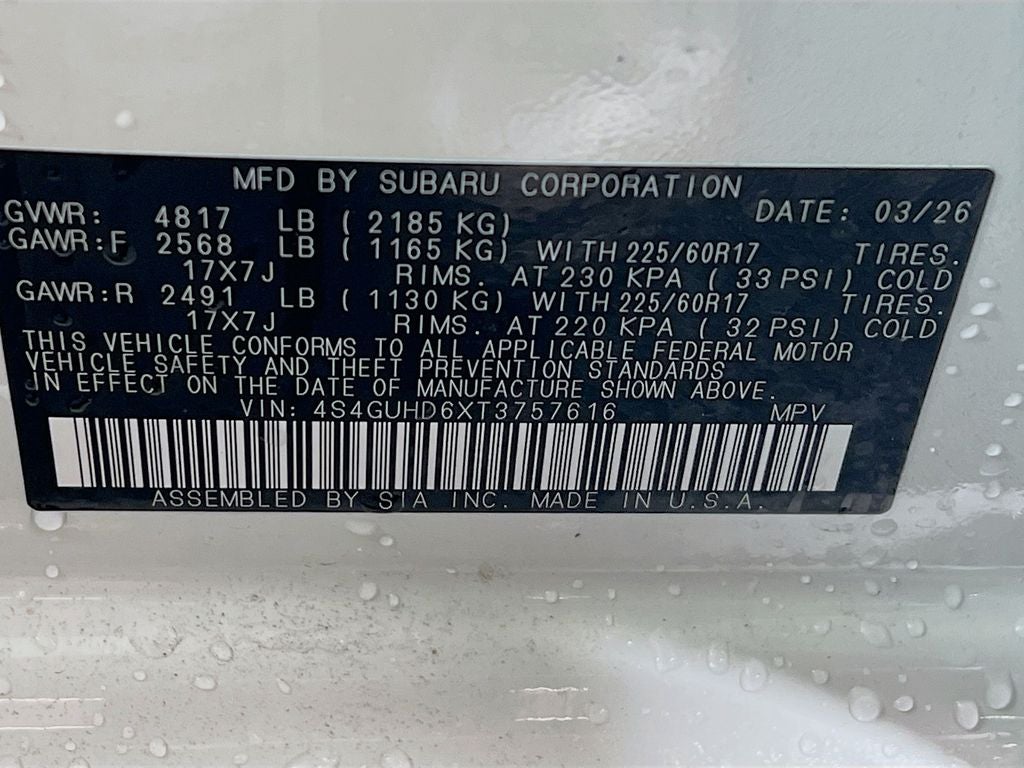 MFD BY SUBARU CORPORATION DATE: 03/26
GVWR: 4817 LB ( 2185 KG)
GAWR:F 2568 LB ( 1165 KG) WITH 225/60R17 TIRES.
17X7J RIMS. AT 230 KPA ( 33 PSI) COLD
GAWR:R 2491 LB ( 1130 KG) WITH 225/60R17 TIRES.
17X7J RIMS. AT 220 KPA ( 32 PSI) COLD
THIS VEHICLE CONFORMS TO ALL APPLICABLE FEDERAL MOTOR
VEHICLE SAFETY AND THEFT PREVENTION STANDARDS
IN EFFECT ON THE DATE OF MANUFACTURE SHOWN ABOVE.
VIN: 4S4GUHD6XT3757616 MPV
ASSEMBLED BY SIA INC. MADE IN U.S.A.